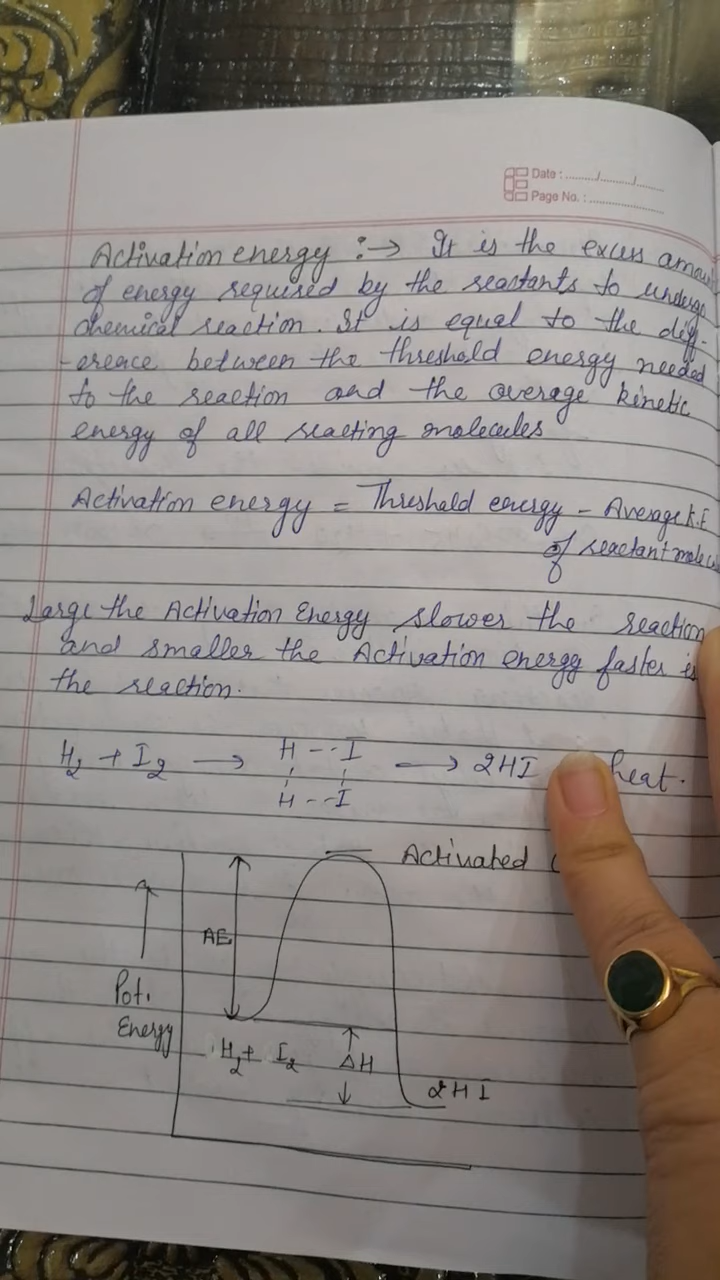 Date : ......../......../........
Page No. : ........................
Activation energy :→ It is the excess amou
of energy required by the reactants to undergo
chemical reaction. It is equal to the diff-
-erence between the threshold energy needed
to the reaction and the average kinetic
energy of all reacting molecules
Activation energy = Threshold energy - Average K.E
of reactant molecu
Large the Activation Energy slower the reaction
and smaller the Activation energy faster is
the reaction.
H₂ + I₂ → H--I → 2HI heat.
H--I
Activated
AE
Pot.
Energy
H₂+ I₂ ΔH
2HI